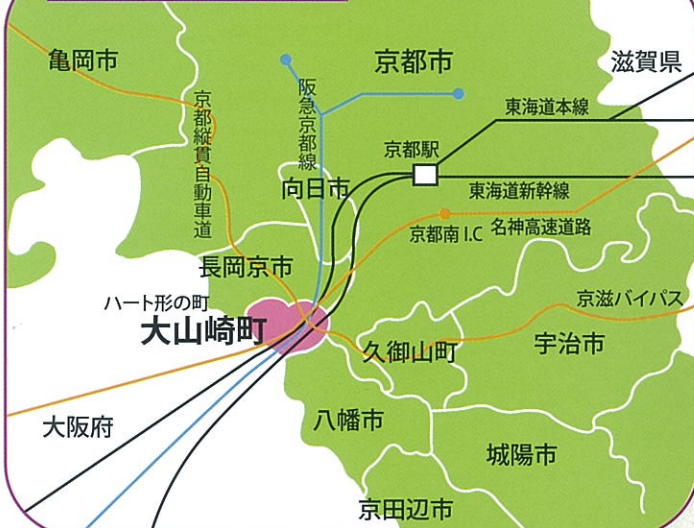 亀岡市
京都市
滋賀県
京都縦貫自動車道
阪急京都線
東海道本線
京都駅
向日市
東海道新幹線
京都南I.C
名神高速道路
長岡京市
ハート形の町
大山崎町
京滋バイパス
久御山町
宇治市
大阪府
八幡市
城陽市
京田辺市